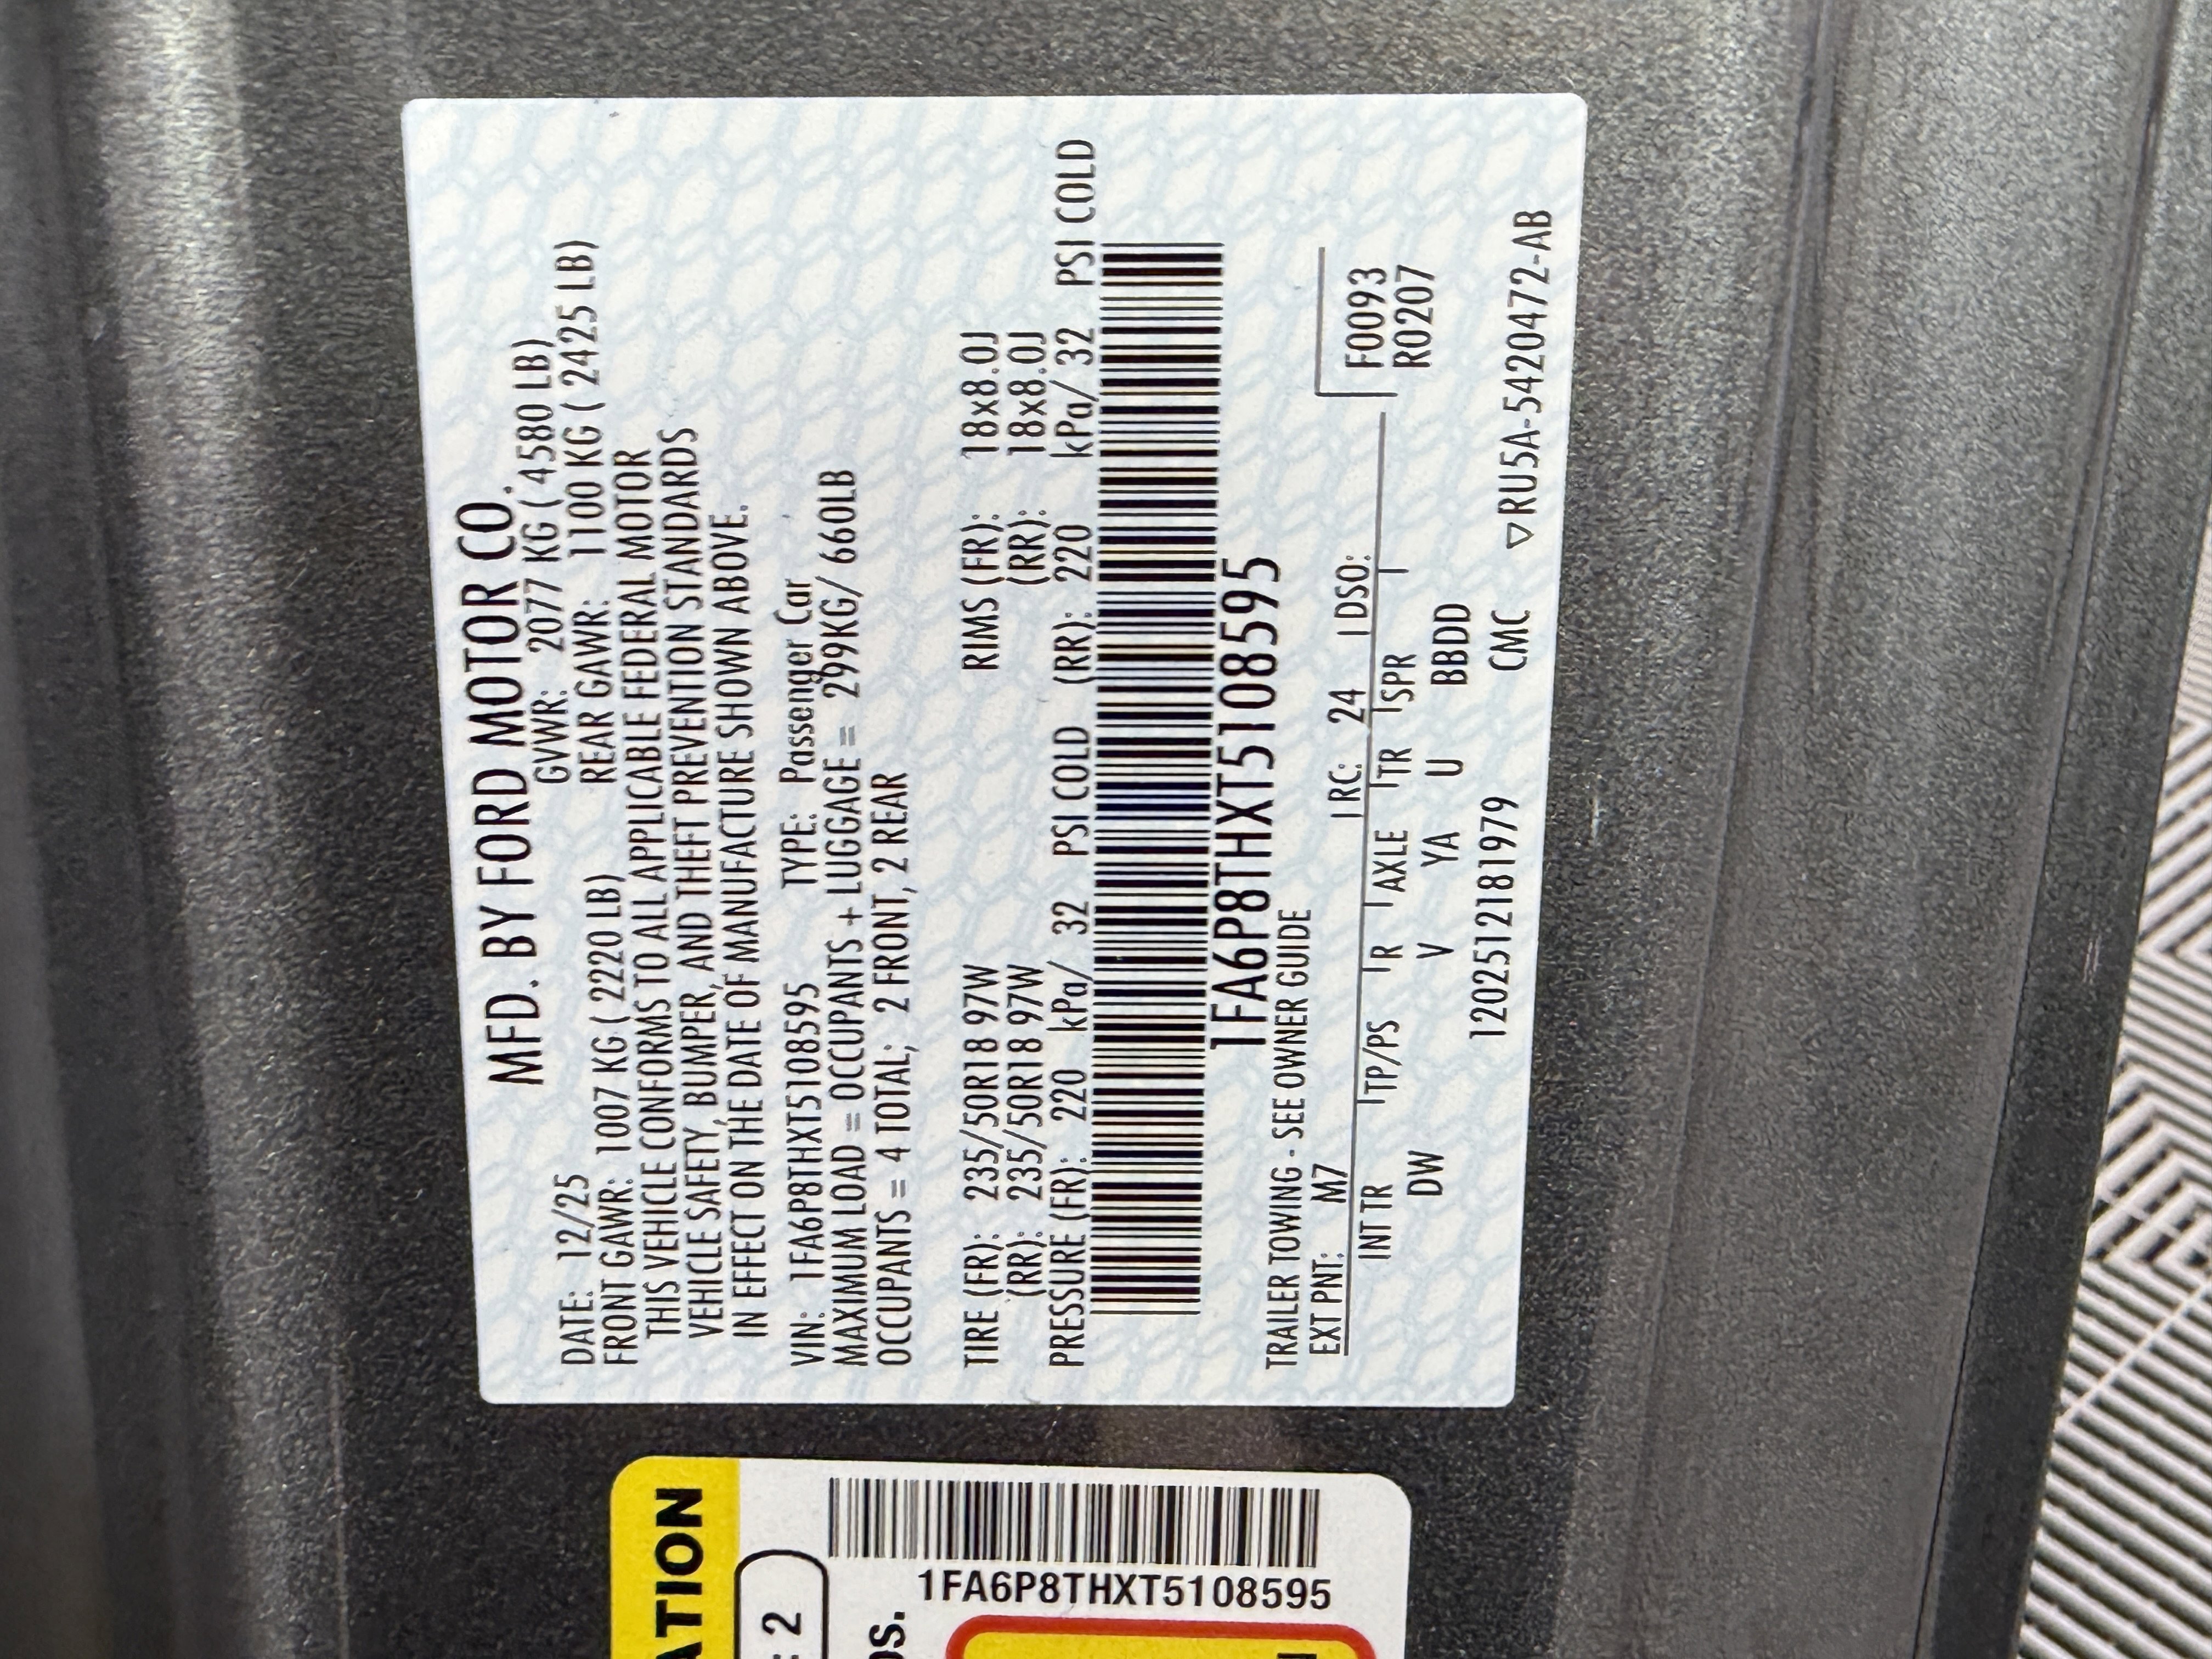 MFD. BY FORD MOTOR CO.
DATE: 12/25 GVWR: 2077 KG ( 4580 LB)
FRONT GAWR: 1007 KG ( 2220 LB) REAR GAWR: 1100 KG ( 2425 LB)
THIS VEHICLE CONFORMS TO ALL APPLICABLE FEDERAL MOTOR
VEHICLE SAFETY, BUMPER, AND THEFT PREVENTION STANDARDS
IN EFFECT ON THE DATE OF MANUFACTURE SHOWN ABOVE.
VIN: 1FA6P8THXT5108595 TYPE: Passenger Car
MAXIMUM LOAD = OCCUPANTS + LUGGAGE = 299KG/ 660LB
OCCUPANTS = 4 TOTAL; 2 FRONT, 2 REAR
TIRE (FR): 235/50R18 97W RIMS (FR): 18x8.0J
(RR): 235/50R18 97W (RR): 18x8.0J
PRESSURE (FR): 220 kPa/ 32 PSI COLD (RR): 220 kPa/ 32 PSI COLD
1FA6P8THXT5108595
TRAILER TOWING - SEE OWNER GUIDE
EXT PNT: M7 RC: 24 DSO:
F0093
R0207
INT TR TP/PS R AXLE TR SPR
DW V YA U BBDD
12025121 81979 CMC ▽RU5A-5420472-AB
ATION
2
OS.
1FA6P8THXT5108595